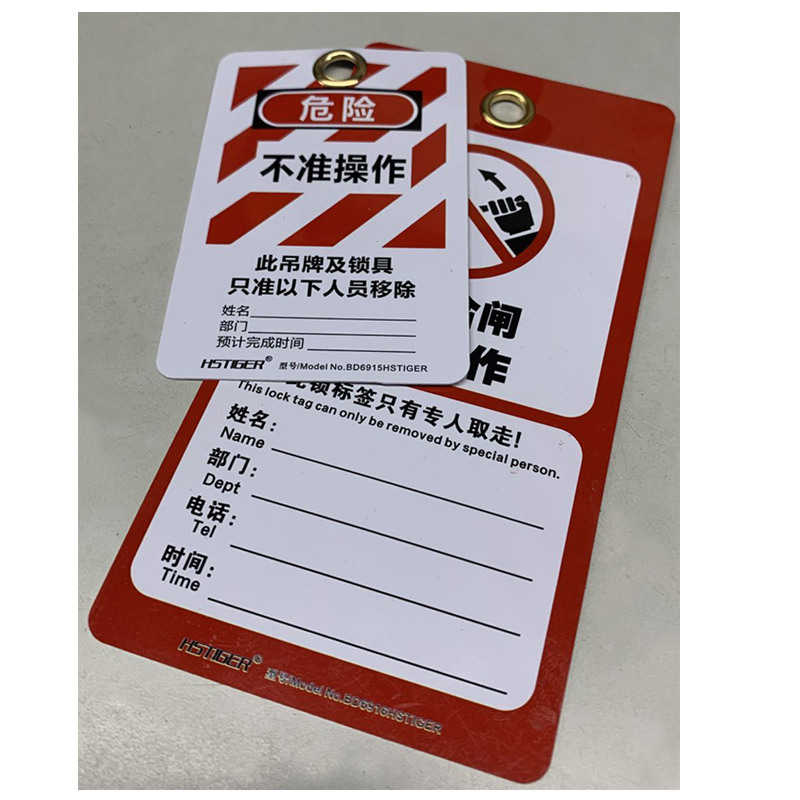 危险
不准操作
此吊牌及锁具
只准以下人员移除
姓名
部门
预计完成时间
HSTIGER® 型号/Model No.BD6915HSTIGER
闸
作
锁标签只有专人取走!
This lock tag can only be removed by special person.
姓名:
Name
部门:
Dept
电话:
Tel
时间:
Time
HSTIGER® 型号/Model No.BD6916HSTIGER